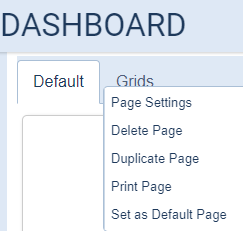 DASHBOARD
Default Grids
Page Settings
Delete Page
Duplicate Page
Print Page
Set as Default Page